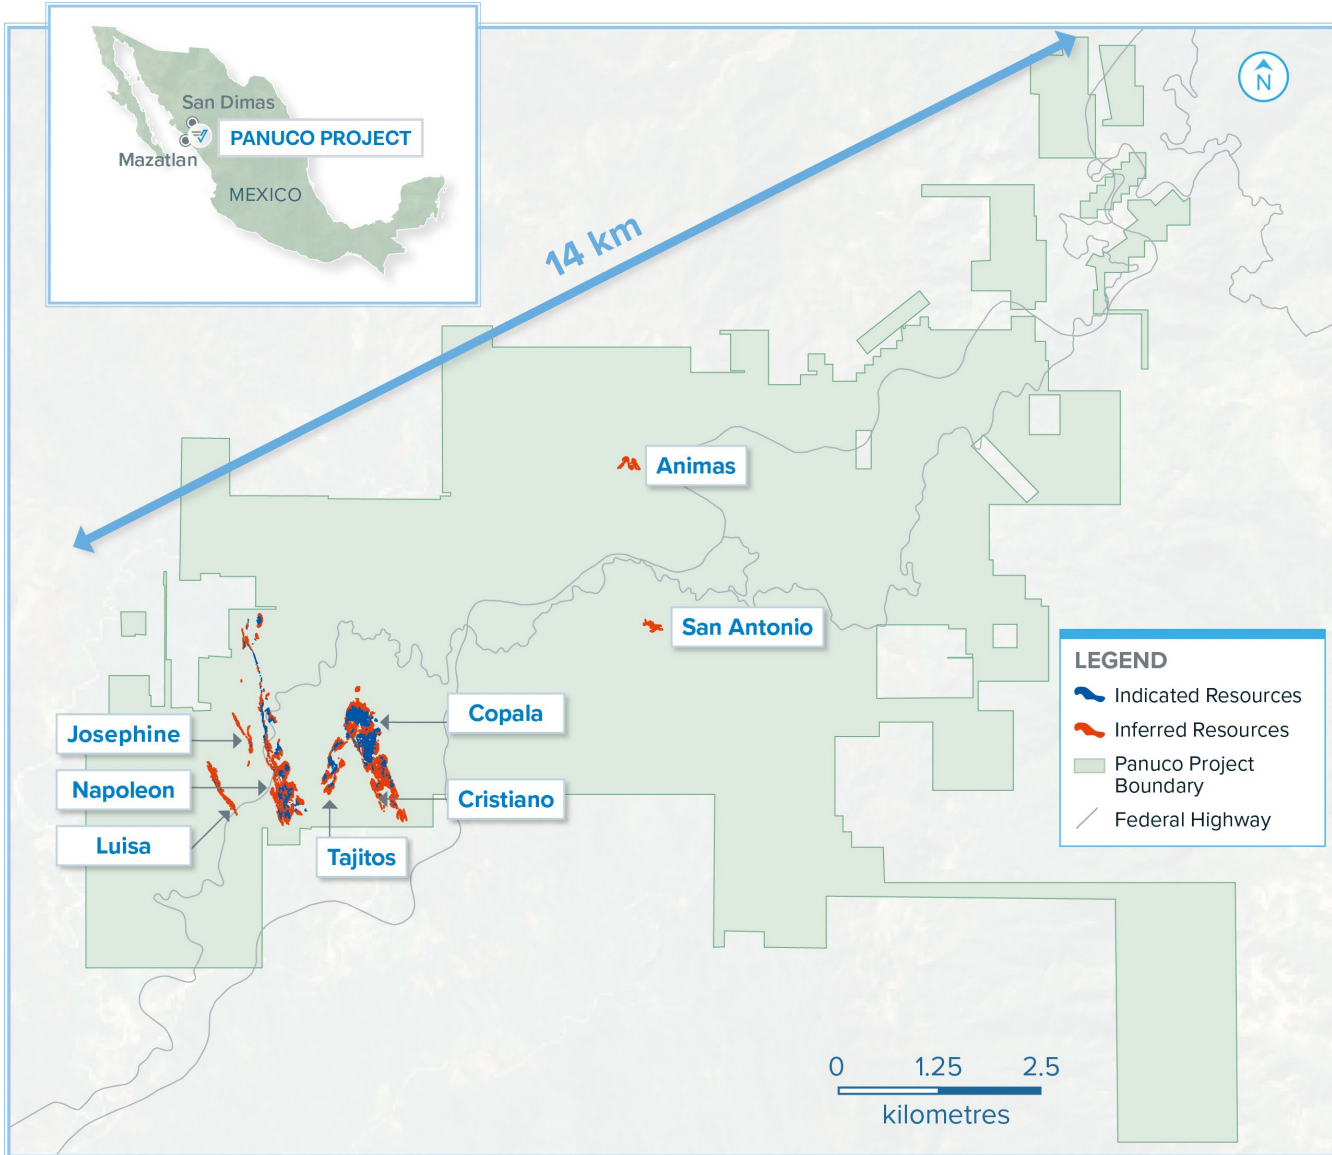 San Dimas
PANUCO PROJECT
Mazatlan
MEXICO
N
14 km
Animas
San Antonio
Copala
Josephine
Napoleon
Cristiano
Luisa
Tajitos
LEGEND
Indicated Resources
Inferred Resources
Panuco Project
Boundary
Federal Highway
0 1.25 2.5
kilometres